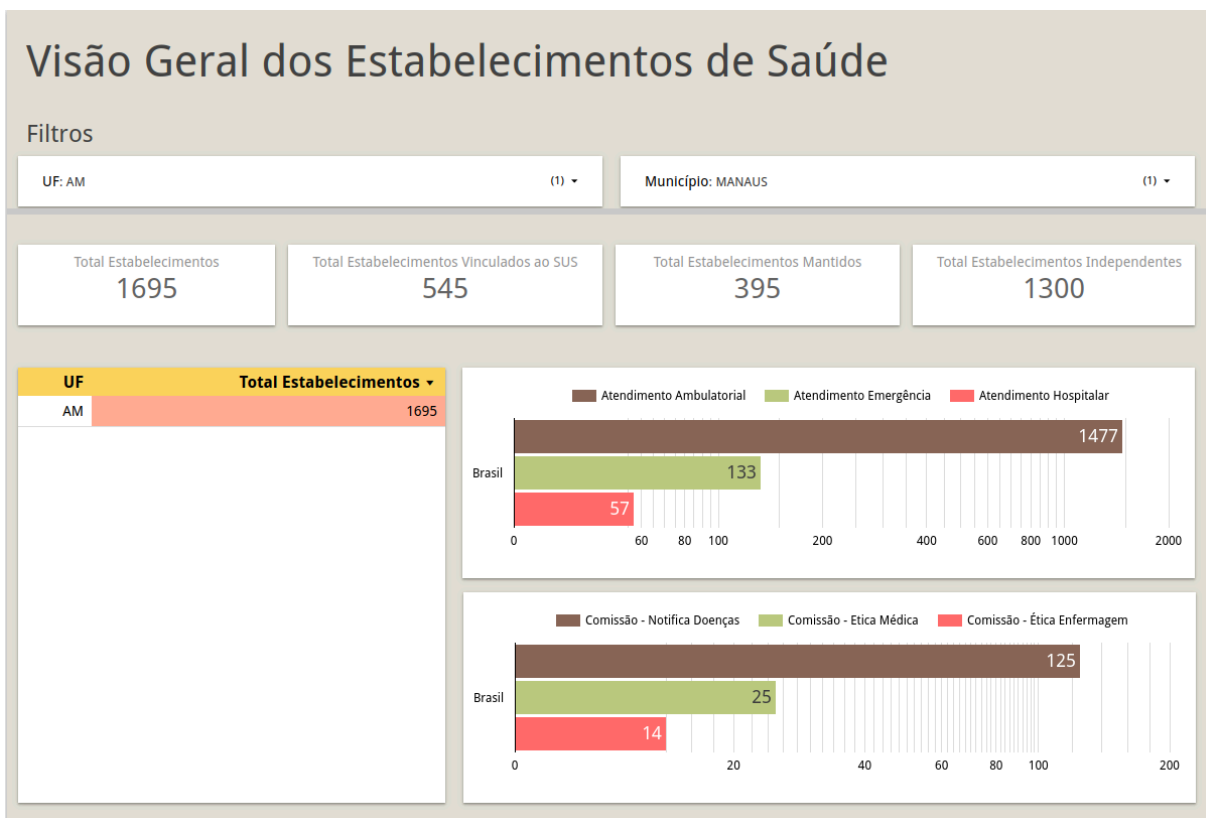 Visão Geral dos Estabelecimentos de Saúde
Filtros
UF: AM (1)
Município: MANAUS (1)
Total Estabelecimentos
1695
Total Estabelecimentos Vinculados ao SUS
545
Total Estabelecimentos Mantidos
395
Total Estabelecimentos Independentes
1300
UF Total Estabelecimentos
AM 1695
Atendimento Ambulatorial Atendimento Emergência Atendimento Hospitalar
1477
Brasil 133
57
0 60 80 100 200 400 600 800 1000 2000
Comissão - Notifica Doenças Comissão - Etica Médica Comissão - Ética Enfermagem
125
Brasil 25
14
0 20 40 60 80 100 200